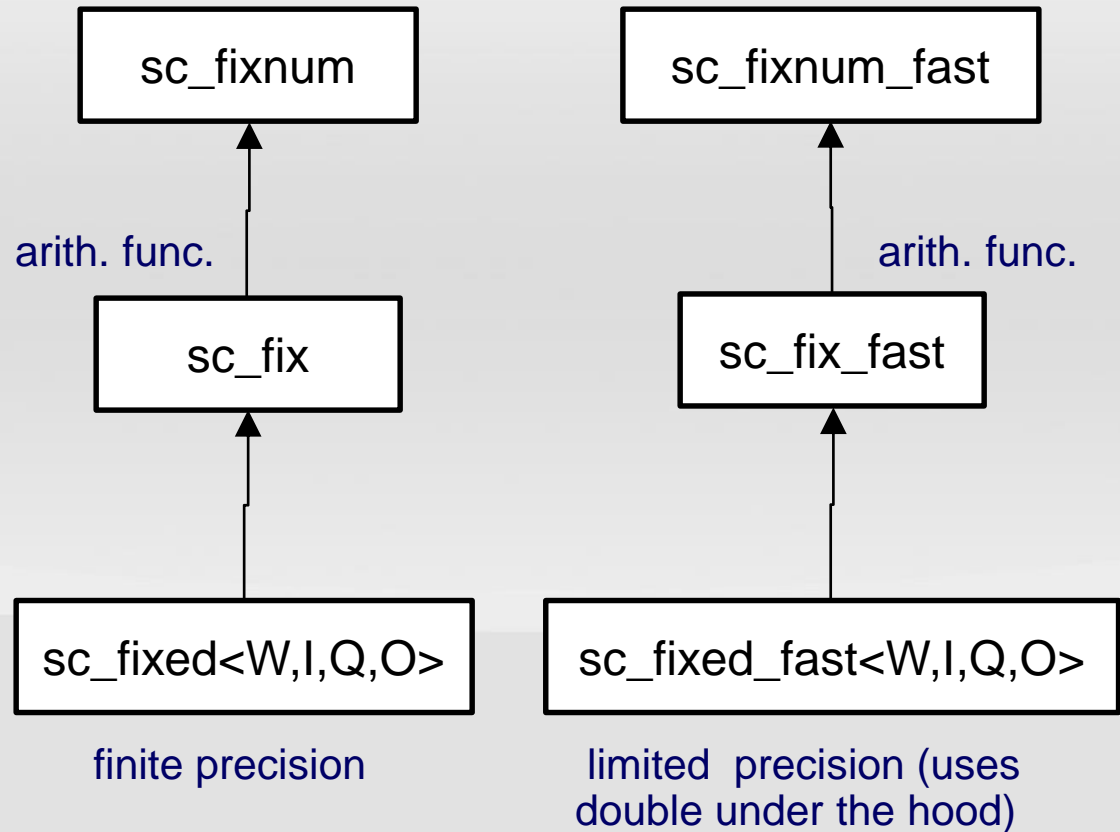 sc_fixnum
sc_fixnum_fast
arith. func.
arith. func.
sc_fix
sc_fix_fast
sc_fixed<W,I,Q,O>
sc_fixed_fast<W,I,Q,O>
finite precision
limited precision (uses
double under the hood)